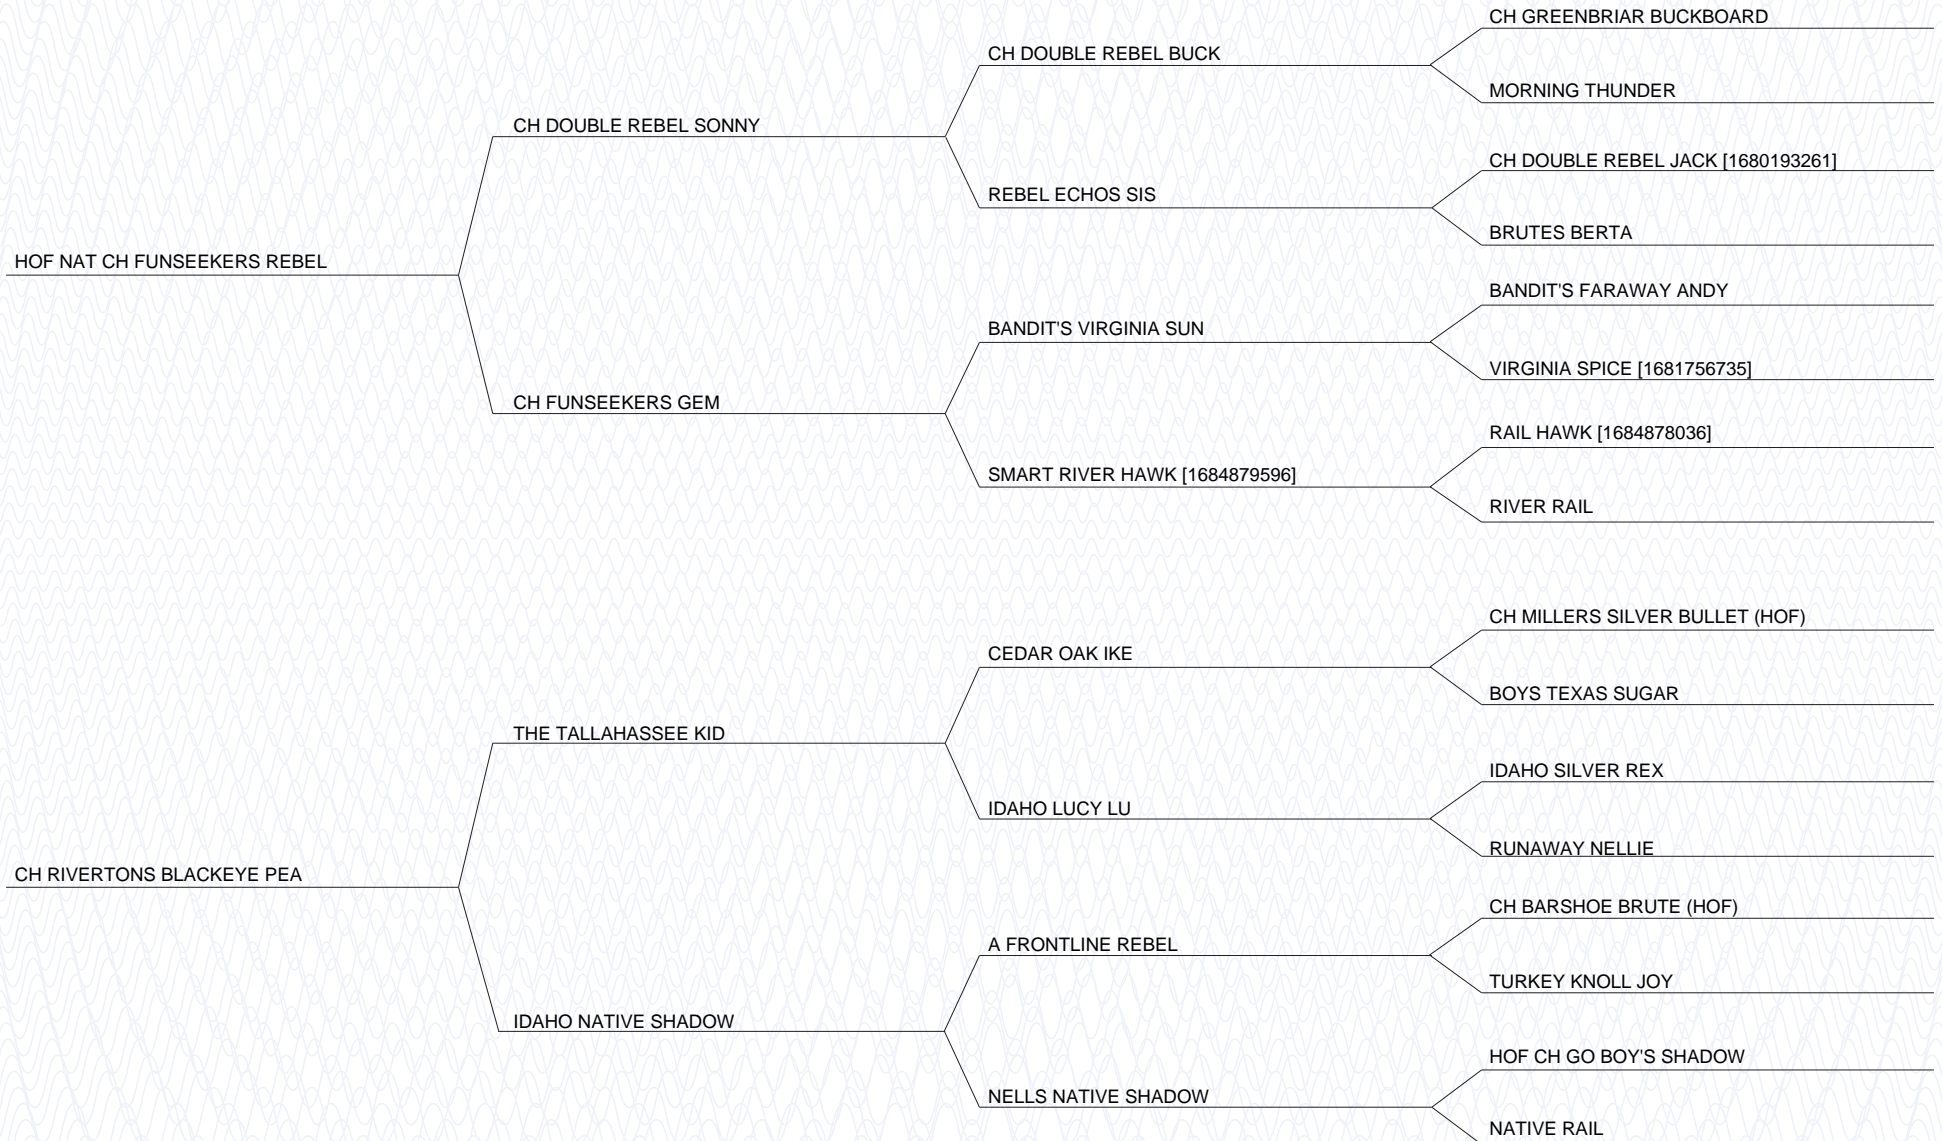 CH GREENBRIAR BUCKBOARD
CH DOUBLE REBEL BUCK
MORNING THUNDER
CH DOUBLE REBEL SONNY
CH DOUBLE REBEL JACK [1680193261]
REBEL ECHOS SIS
BRUTES BERTA
HOF NAT CH FUNSEEKERS REBEL
BANDIT'S FARAWAY ANDY
BANDIT'S VIRGINIA SUN
VIRGINIA SPICE [1681756735]
CH FUNSEEKERS GEM
RAIL HAWK [1684878036]
SMART RIVER HAWK [1684879596]
RIVER RAIL
CH MILLERS SILVER BULLET (HOF)
CEDAR OAK IKE
BOYS TEXAS SUGAR
THE TALLAHASSEE KID
IDAHO SILVER REX
IDAHO LUCY LU
RUNAWAY NELLIE
CH RIVERTONS BLACKEYE PEA
CH BARSHOE BRUTE (HOF)
A FRONTLINE REBEL
TURKEY KNOLL JOY
IDAHO NATIVE SHADOW
HOF CH GO BOY'S SHADOW
NELLS NATIVE SHADOW
NATIVE RAIL